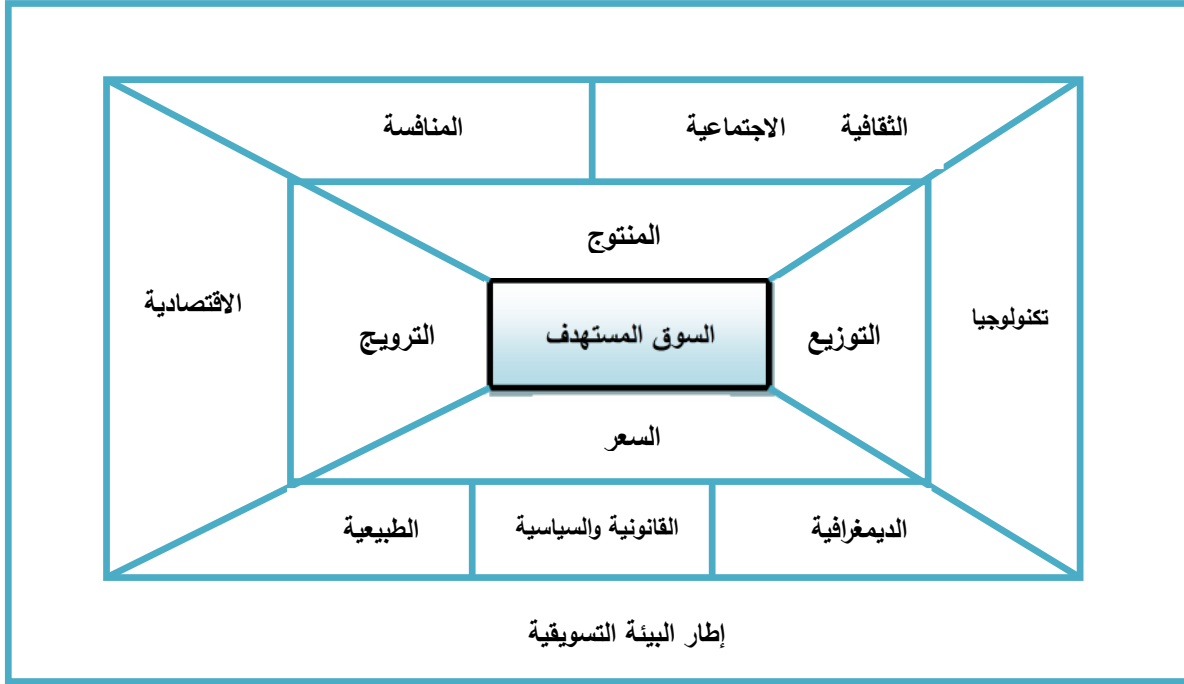 الثقافية الاجتماعية
المنافسة
المنتوج
تكنولوجيا
التوزيع
السوق المستهدف
الترويج
الاقتصادية
السعر
الديمغرافية
القانونية والسياسية
الطبيعية
إطار البيئة التسويقية